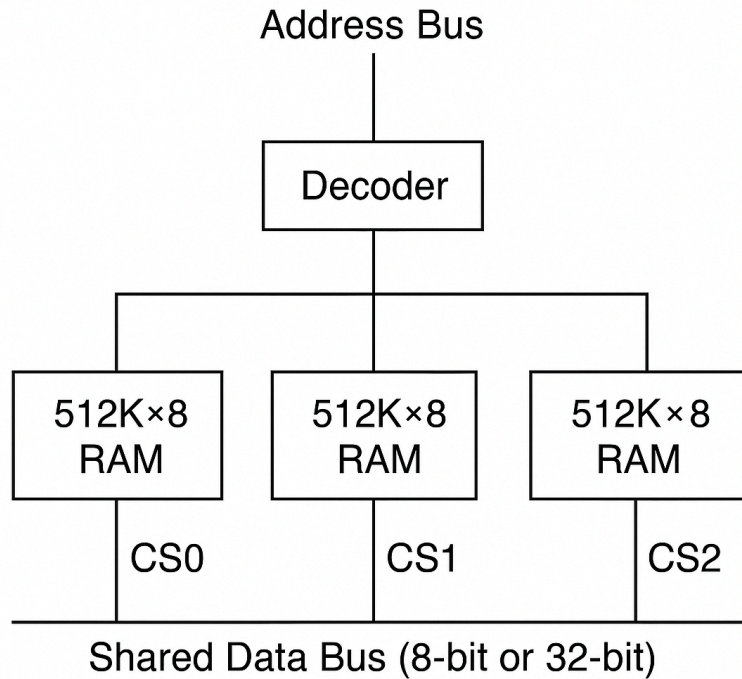 Address Bus
Decoder
512K×8
RAM
512K×8
RAM
512K×8
RAM
CS0
CS1
CS2
Shared Data Bus (8-bit or 32-bit)